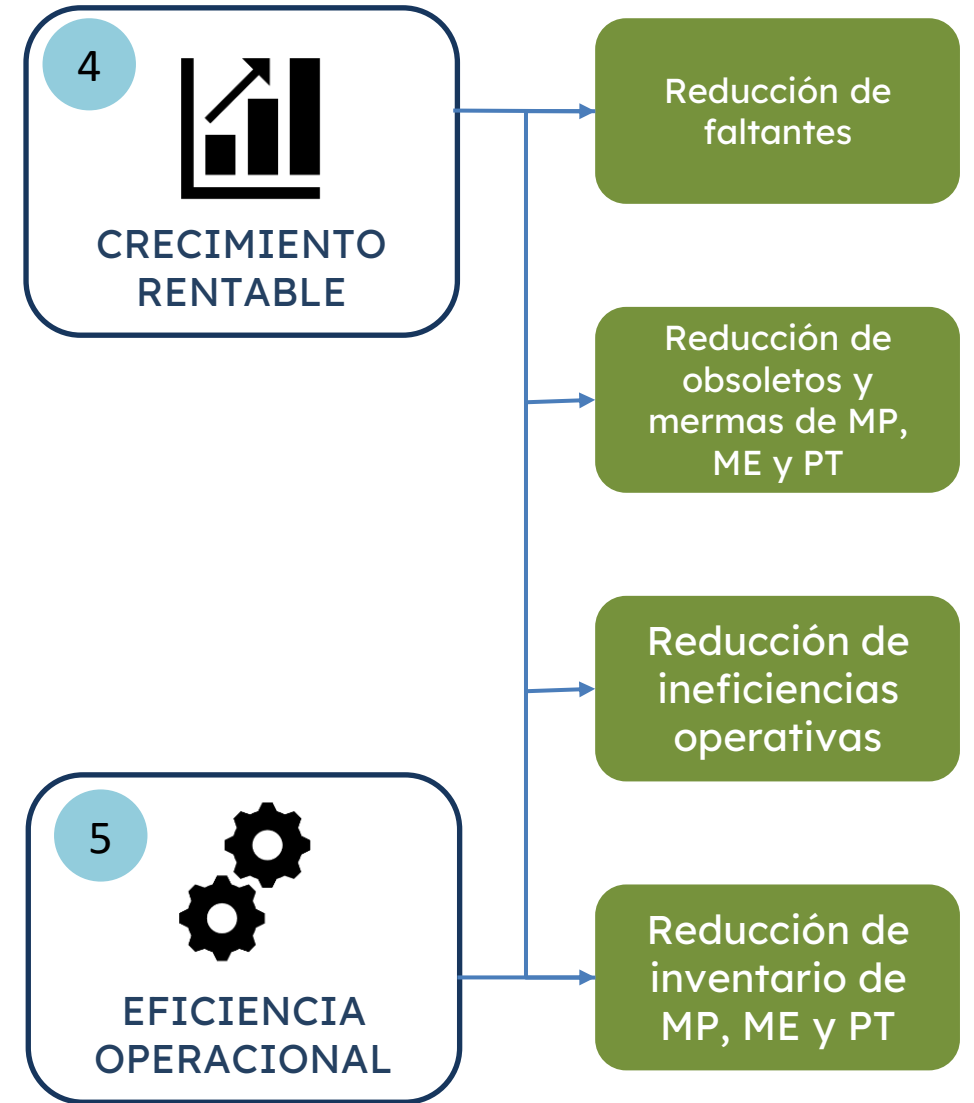 4
CRECIMIENTO
RENTABLE
Reducción de
faltantes
Reducción de
obsoletos y
mermas de MP,
ME y PT
Reducción de
ineficiencias
operativas
5
EFICIENCIA
OPERACIONAL
Reducción de
inventario de
MP, ME y PT